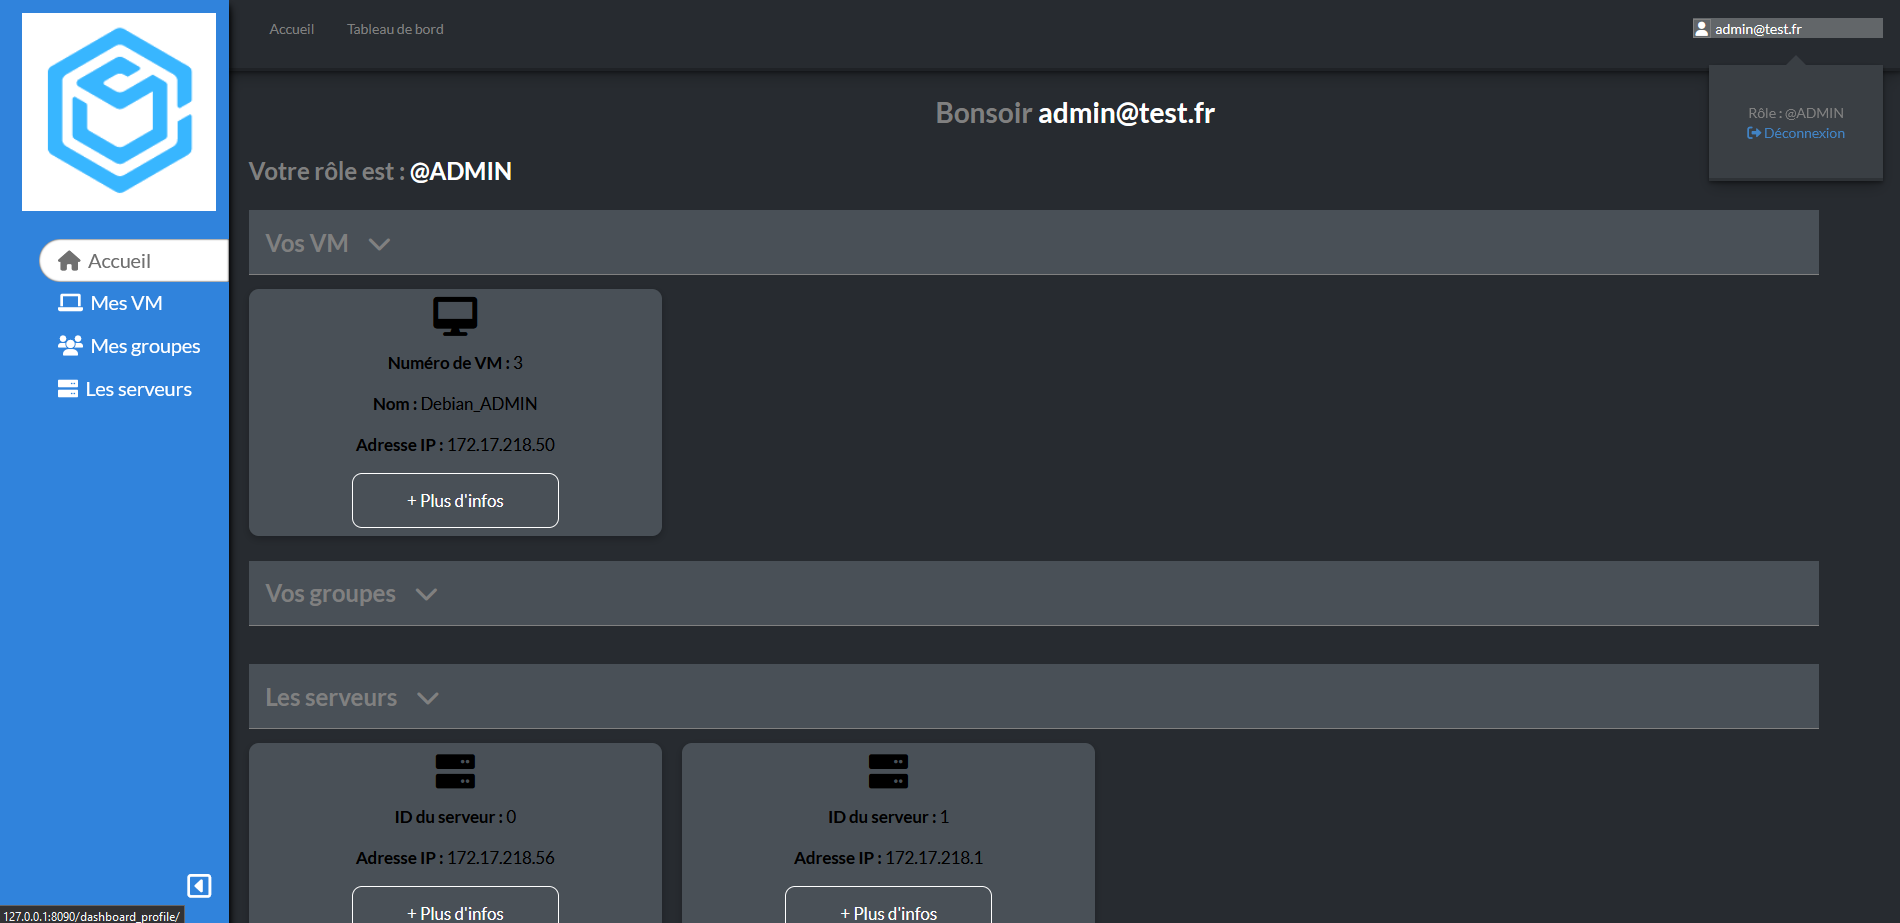 Accueil Tableau de bord
admin@test.fr
Rôle : @ADMIN
Déconnexion
Accueil
Mes VM
Mes groupes
Les serveurs
Bonsoir admin@test.fr
Votre rôle est : @ADMIN
Vos VM
Numéro de VM : 3
Nom : Debian_ADMIN
Adresse IP : 172.17.218.50
+ Plus d'infos
Vos groupes
Les serveurs
ID du serveur : 0
Adresse IP : 172.17.218.56
+ Plus d'infos
ID du serveur : 1
Adresse IP : 172.17.218.1
+ Plus d'infos
127.0.0.1:8090/dashboard_profile/